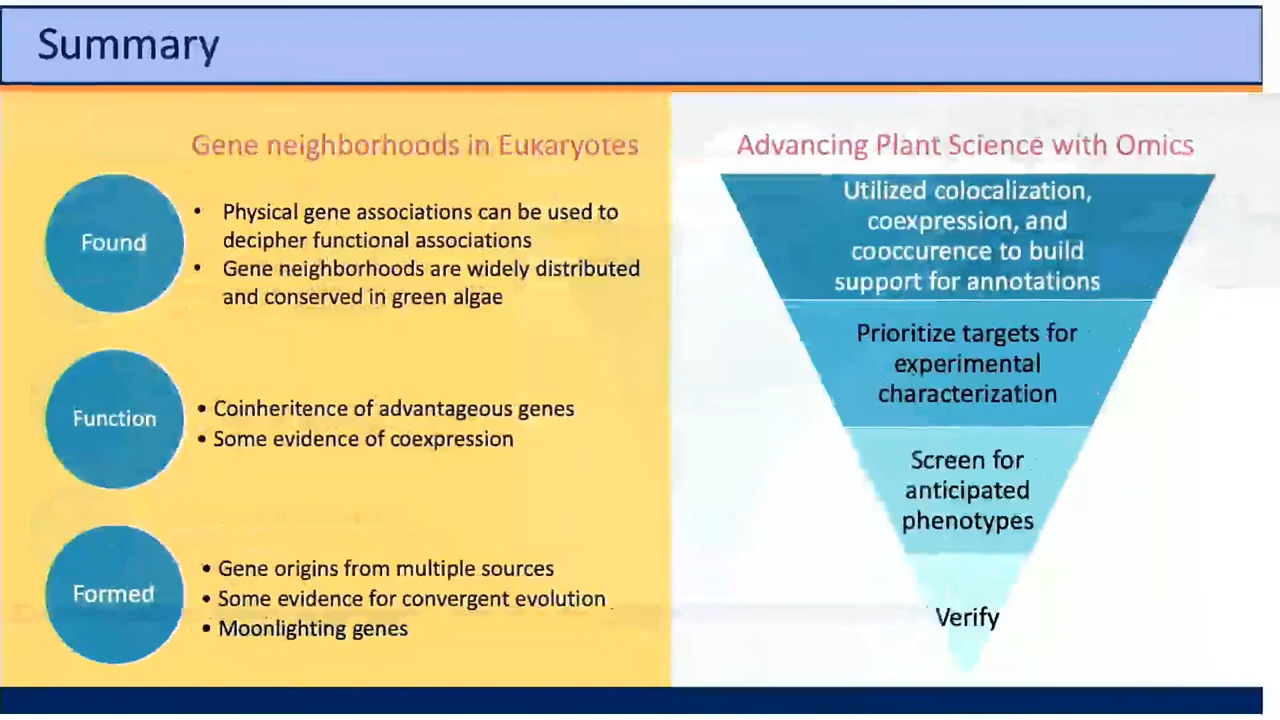 Summary
Gene neighborhoods in Eukaryotes
Found
• Physical gene associations can be used to
decipher functional associations
• Gene neighborhoods are widely distributed
and conserved in green algae
Function
• Coinheritence of advantageous genes
• Some evidence of coexpression
Formed
• Gene origins from multiple sources
• Some evidence for convergent evolution
• Moonlighting genes
Advancing Plant Science with Omics
Utilized colocalization,
coexpression, and
cooccurence to build
support for annotations
Prioritize targets for
experimental
characterization
Screen for
anticipated
phenotypes
Verify